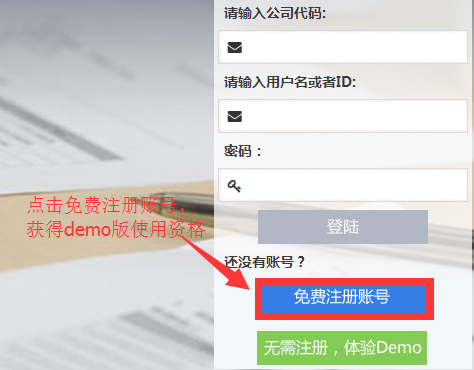 请输入公司代码:
请输入用户名或者ID:
密码：
点击免费注册账号，
获得demo版使用资格
登陆
还没有账号？
免费注册账号
无需注册，体验Demo